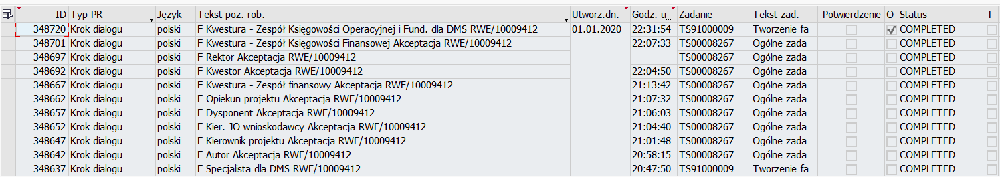 ID Typ PR Język Tekst poz. rob. Utworz.dn. Godz. u Zadanie Tekst zad. Potwierdzenie O Status T
348720 Krok dialogu polski F Kwestura - Zespół Księgowości Operacyjnej i Fund. dla DMS RWE/10009412 01.01.2020 22:31:54 TS91000009 Tworzenie fa... COMPLETED
348701 Krok dialogu polski F Kwestura - Zespół Księgowości Finansowej Akceptacja RWE/10009412 22:07:33 TS00008267 Ogólne zada... COMPLETED
348697 Krok dialogu polski F Rektor Akceptacja RWE/10009412 TS00008267 Ogólne zada... COMPLETED
348692 Krok dialogu polski F Kwestor Akceptacja RWE/10009412 22:04:50 TS00008267 Ogólne zada... COMPLETED
348667 Krok dialogu polski F Kwestura - Zespół finansowy Akceptacja RWE/10009412 21:13:42 TS00008267 Ogólne zada... COMPLETED
348662 Krok dialogu polski F Opiekun projektu Akceptacja RWE/10009412 21:07:32 TS00008267 Ogólne zada... COMPLETED
348657 Krok dialogu polski F Dysponent Akceptacja RWE/10009412 21:06:03 TS00008267 Ogólne zada... COMPLETED
348652 Krok dialogu polski F Kier. JO wnioskodawcy Akceptacja RWE/10009412 21:04:40 TS00008267 Ogólne zada... COMPLETED
348647 Krok dialogu polski F Kierownik projektu Akceptacja RWE/10009412 21:01:48 TS00008267 Ogólne zada... COMPLETED
348642 Krok dialogu polski F Autor Akceptacja RWE/10009412 20:58:15 TS00008267 Ogólne zada... COMPLETED
348637 Krok dialogu polski F Specjalista dla DMS RWE/10009412 20:47:50 TS91000009 Tworzenie fa... COMPLETED